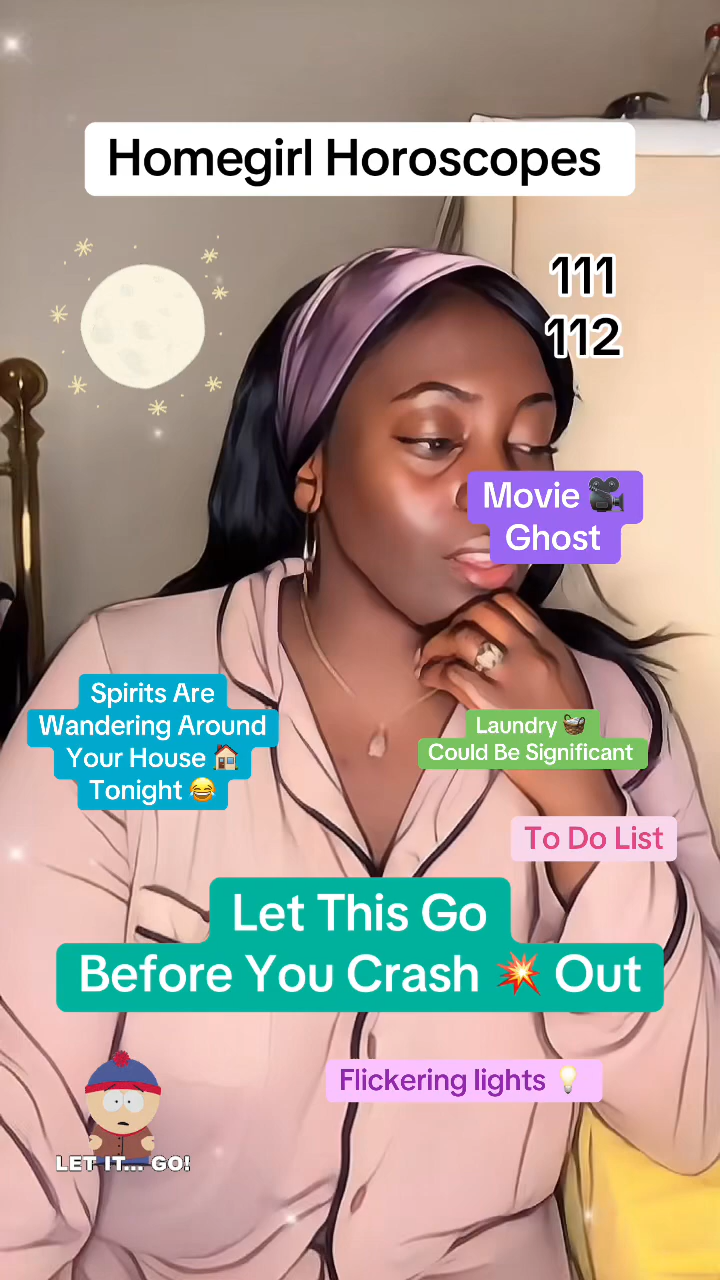 Homegirl Horoscopes
111
112
Movie 🎥
Ghost
Spirits Are
Wandering Around
Your House 🏠
Tonight 😂
Laundry 🧺
Could Be Significant
To Do List
Let This Go
Before You Crash 💥 Out
Flickering lights 💡
LET IT... GO!